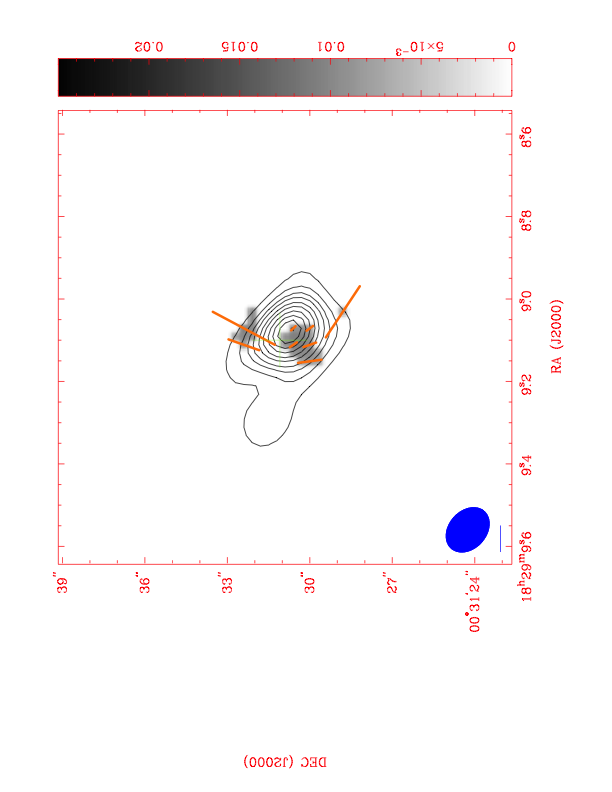 0.02 0.015 0.01 5×10⁻³ 0
8ˢ.6
8ˢ.8
9ˢ.0
RA (J2000)
9ˢ.2
9ˢ.4
18ʰ29ᵐ9ˢ.6
39" 36" 33" 30" 27" 00°31'24"
DEC (J2000)